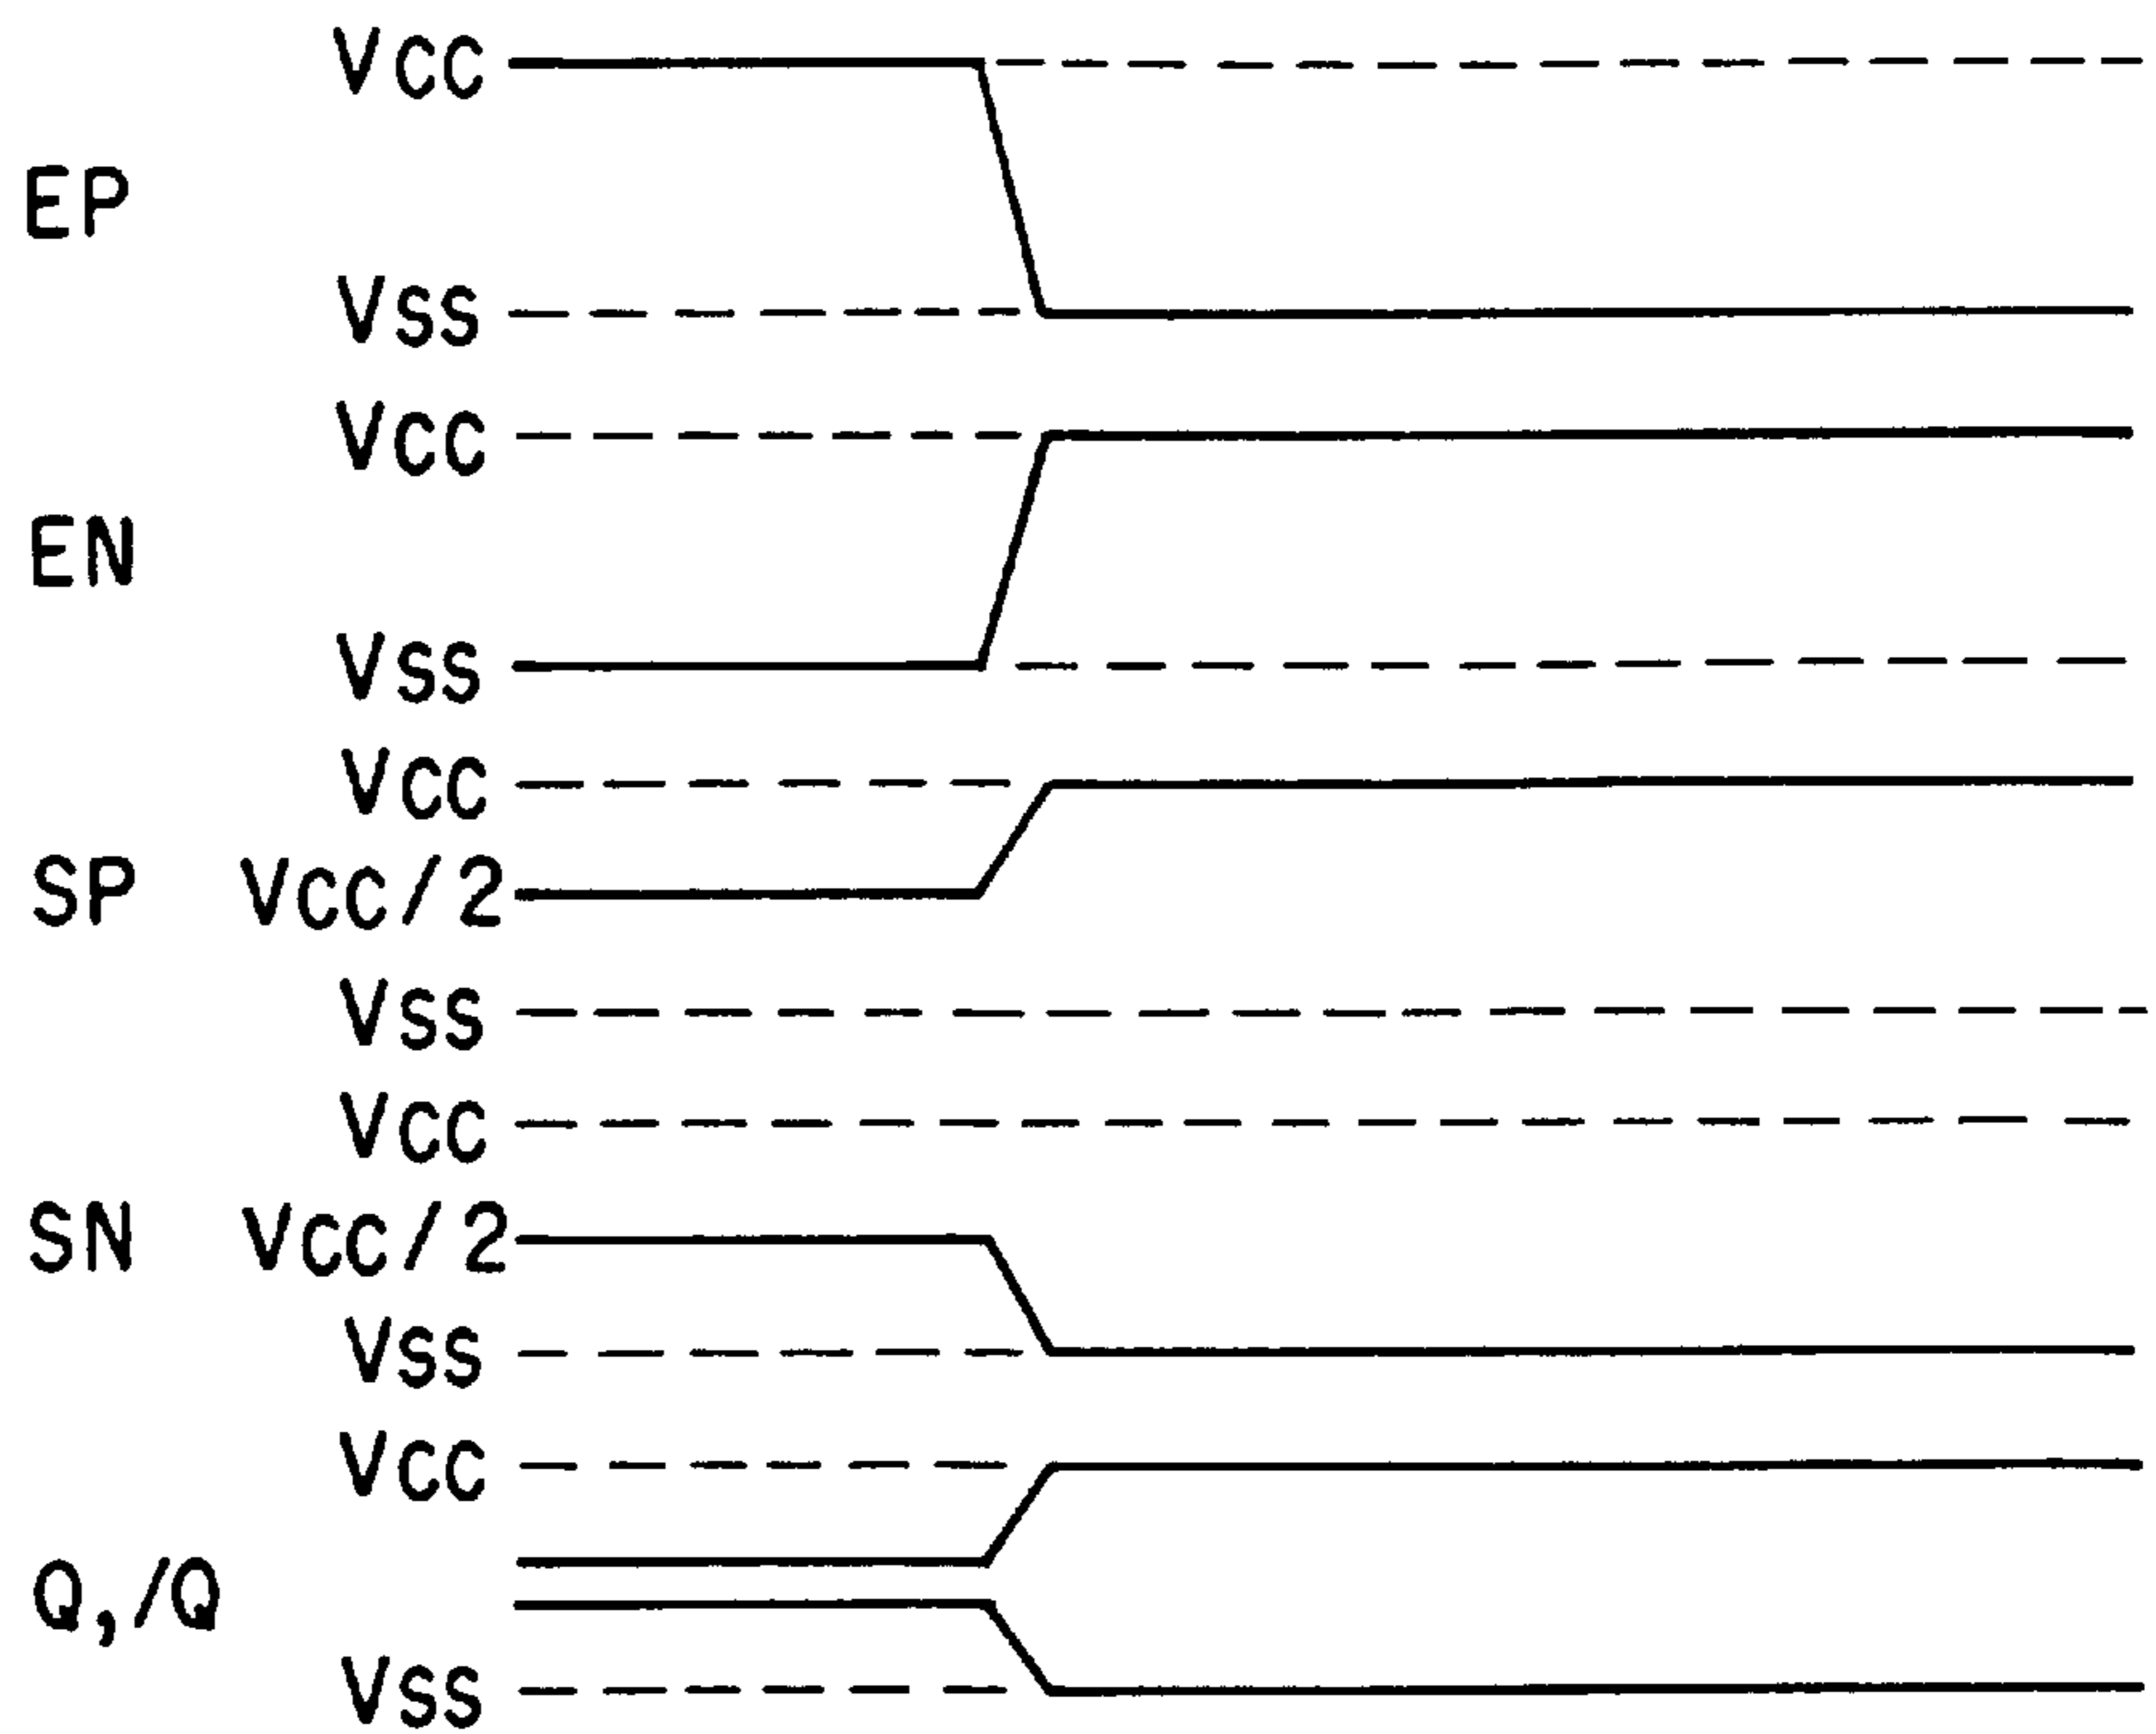 VCC
EP
VSS
VCC
EN
VSS
VCC
SP VCC/2
VSS
VCC
SN VCC/2
VSS
VCC
Q,/Q
VSS